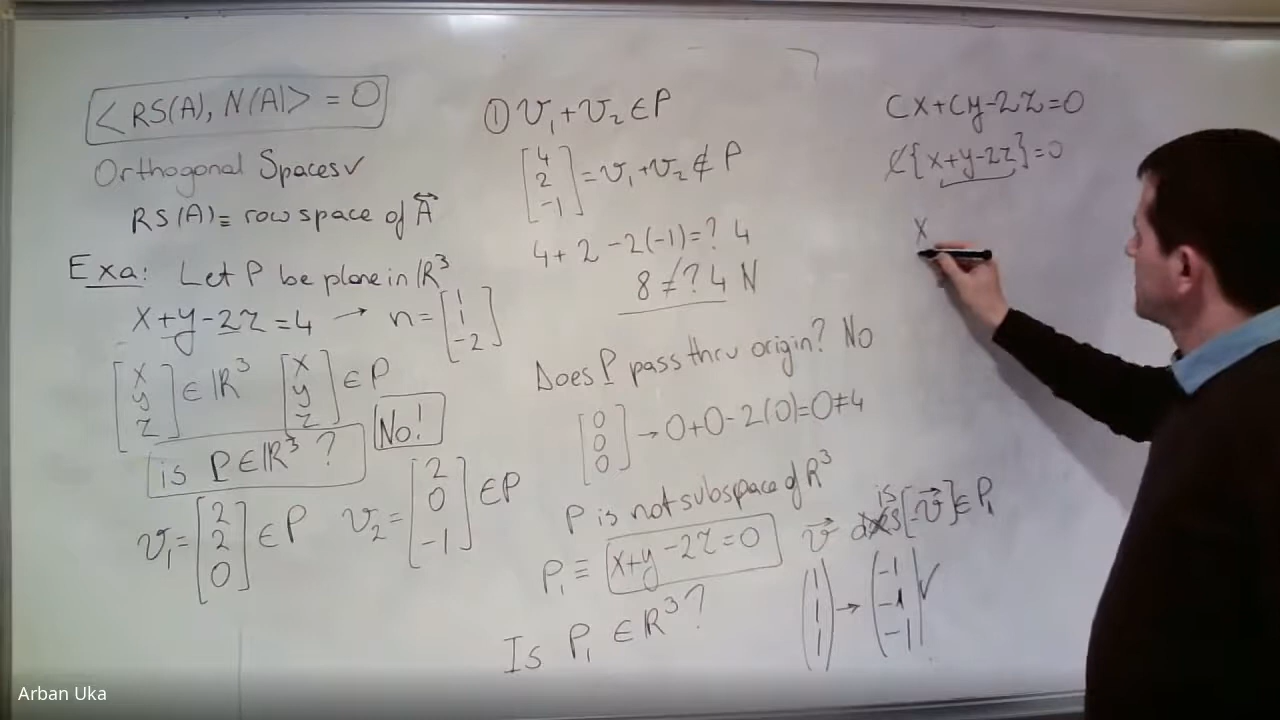 <RS(A), N(A)> = 0
Orthogonal Spaces✓
RS(A) ≡ row space of A⃡
Exa: Let P be plane in ℝ³
x+y-2z=4 → n=[1 1 -2]
[x y z] ∈ ℝ³ [x y z] ∈ P
is P∈ℝ³?
No!
v₁=[2 2 0] ∈P v₂=[2 0 -1] ∈P
① v₁+v₂ ∈P
[4 2 -1] = v₁+v₂ ∉ P
4+2-2(-1)=? 4
8≠? 4 N
Does P pass thru origin? No
[0 0 0] → 0+0-2(0)=0≠4
P is not subspace of ℝ³
P₁ ≡ x+y-2z=0
Is P₁ ∈ℝ³?
v⃗ is [-v⃗]∈P₁
(1 1 1) → (-1 -1 -1) ✓
cx+cy-2z=0
c{x+y-2z}=0
x
Arban Uka